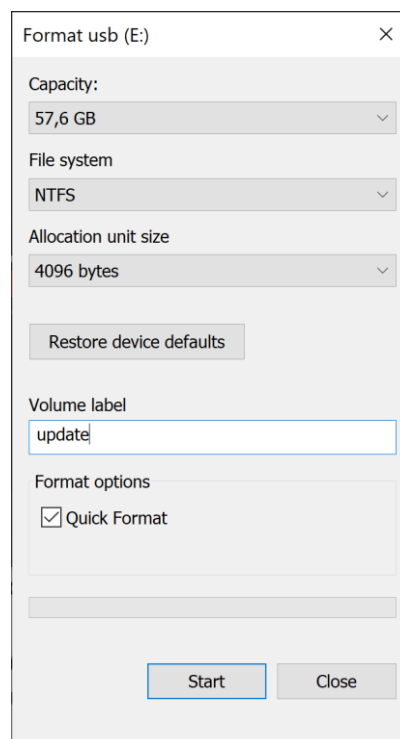 Format usb (E:)
Capacity:
57,6 GB
File system
NTFS
Allocation unit size
4096 bytes
Restore device defaults
Volume label
update
Format options
Quick Format
Start
Close